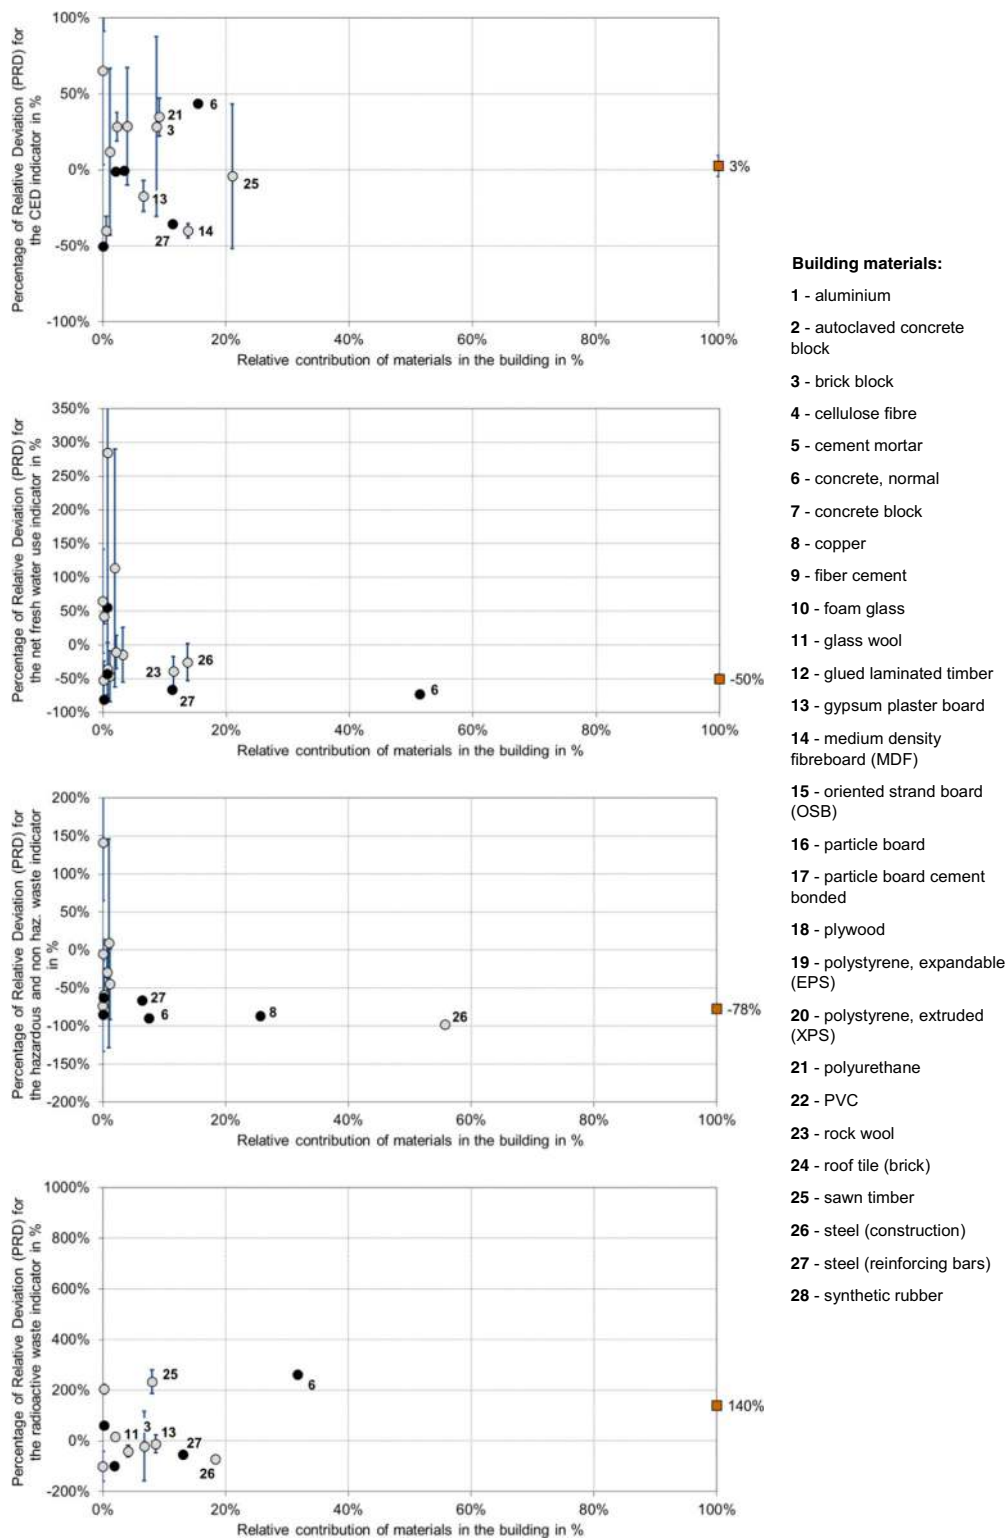 Percentage of Relative Deviation (PRD) for
the CED indicator in %
100%
50%
0%
-50%
-100%
21
3
6
13
25
27
14
3%
0%
20%
40%
60%
80%
100%
Relative contribution of materials in the building in %
Percentage of Relative Deviation (PRD) for
the net fresh water use indicator in %
350%
300%
250%
200%
150%
100%
50%
0%
-50%
-100%
23
26
27
6
-50%
0%
20%
40%
60%
80%
100%
Relative contribution of materials in the building in %
Percentage of Relative Deviation (PRD) for
the hazardous and non haz. waste indicator
in %
200%
150%
100%
50%
0%
-50%
-100%
-150%
-200%
27
6
8
26
-78%
0%
20%
40%
60%
80%
100%
Relative contribution of materials in the building in %
Percentage of Relative Deviation (PRD) for
the radioactive waste indicator in %
1000%
800%
600%
400%
200%
0%
-200%
25
6
11
3
13
27
26
140%
0%
20%
40%
60%
80%
100%
Relative contribution of materials in the building in %
Building materials:
1 - aluminium
2 - autoclaved concrete
block
3 - brick block
4 - cellulose fibre
5 - cement mortar
6 - concrete, normal
7 - concrete block
8 - copper
9 - fiber cement
10 - foam glass
11 - glass wool
12 - glued laminated timber
13 - gypsum plaster board
14 - medium density
fibreboard (MDF)
15 - oriented strand board
(OSB)
16 - particle board
17 - particle board cement
bonded
18 - plywood
19 - polystyrene, expandable
(EPS)
20 - polystyrene, extruded
(XPS)
21 - polyurethane
22 - PVC
23 - rock wool
24 - roof tile (brick)
25 - sawn timber
26 - steel (construction)
27 - steel (reinforcing bars)
28 - synthetic rubber